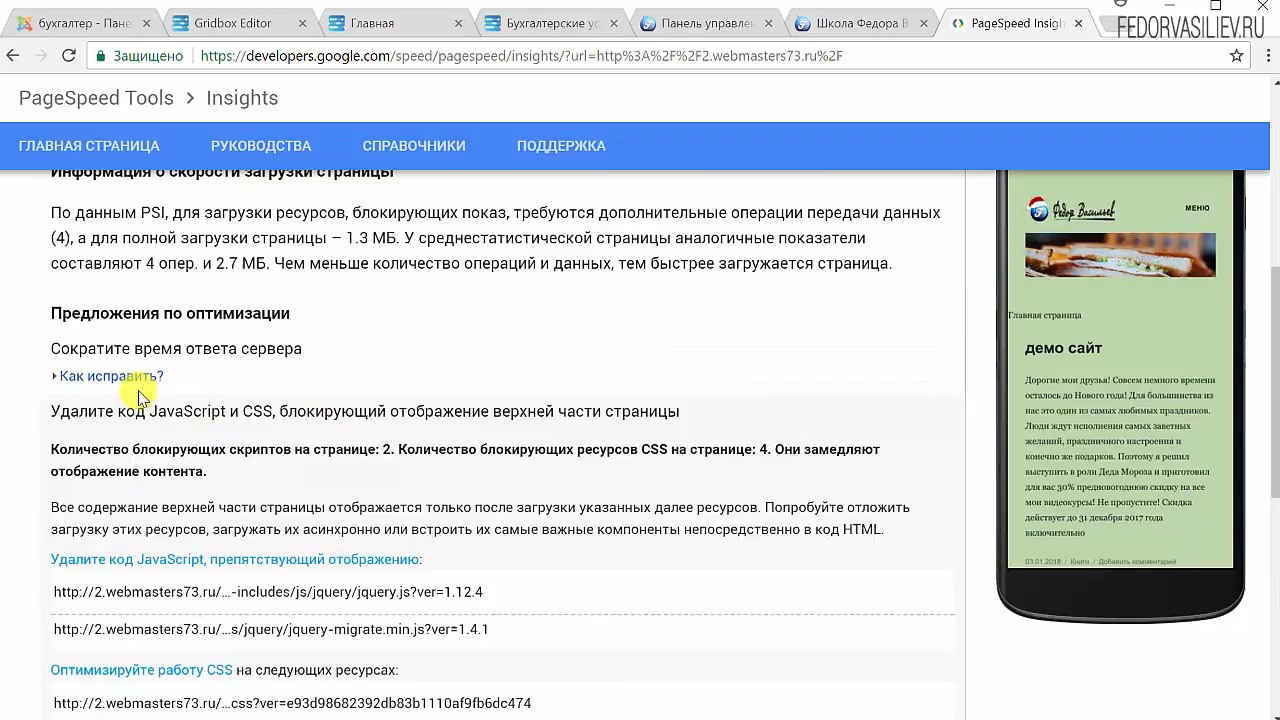 бухгалтер - Пане
Gridbox Editor
Главная
Бухгалтерские ус
Панель управле
Школа Федора В
PageSpeed Insigh
FEDORVASILIEV.RU
Защищено
https://developers.google.com/speed/pagespeed/insights/?url=http%3A%2F%2F2.webmasters73.ru%2F
PageSpeed Tools > Insights
ГЛАВНАЯ СТРАНИЦА
РУКОВОДСТВА
СПРАВОЧНИКИ
ПОДДЕРЖКА
Информация о скорости загрузки страницы
По данным PSI, для загрузки ресурсов, блокирующих показ, требуются дополнительные операции передачи данных
(4), а для полной загрузки страницы – 1.3 МБ. У среднестатистической страницы аналогичные показатели
составляют 4 опер. и 2.7 МБ. Чем меньше количество операций и данных, тем быстрее загружается страница.
Предложения по оптимизации
Сократите время ответа сервера
Как исправить?
Удалите код JavaScript и CSS, блокирующий отображение верхней части страницы
Количество блокирующих скриптов на странице: 2. Количество блокирующих ресурсов CSS на странице: 4. Они замедляют
отображение контента.
Все содержание верхней части страницы отображается только после загрузки указанных далее ресурсов. Попробуйте отложить
загрузку этих ресурсов, загружать их асинхронно или встроить их самые важные компоненты непосредственно в код HTML.
Удалите код JavaScript, препятствующий отображению:
http://2.webmasters73.ru/…-includes/js/jquery/jquery.js?ver=1.12.4
http://2.webmasters73.ru/…s/jquery/jquery-migrate.min.js?ver=1.4.1
Оптимизируйте работу CSS на следующих ресурсах:
http://2.webmasters73.ru/…css?ver=e93d98682392db83b1110af9fb6dc474
Федор Васильев
МЕНЮ
Главная страница
демо сайт
Дорогие мои друзья! Совсем немного времени
осталось до Нового года! Для большинства из
нас это один из самых любимых праздников.
Люди ждут исполнения самых заветных
желаний, праздничного настроения и
конечно же подарков. Поэтому я решил
выступить в роли Деда Мороза и приготовил
для вас 30% предновогоднюю скидку на все
мои видеокурсы! Не пропустите! Скидка
действует до 31 декабря 2017 года
включительно
03.01.2018 / Книги / Добавить комментарий